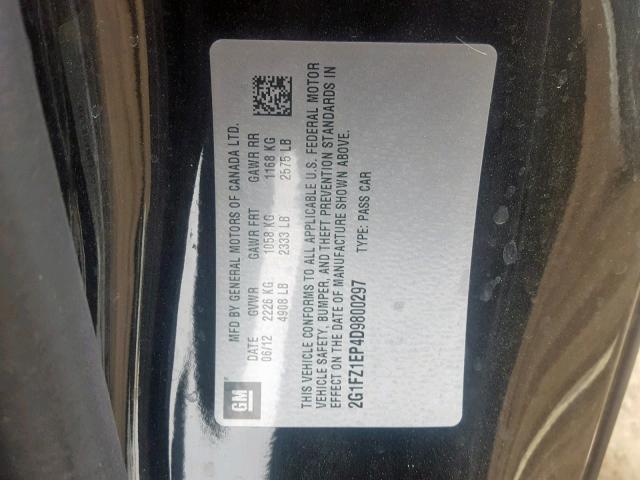 GM
MFD BY GENERAL MOTORS OF CANADA LTD.
DATE GVWR GAWR FRT GAWR RR
06/12 2226 KG 1058 KG 1168 KG
4908 LB 2333 LB 2575 LB
THIS VEHICLE CONFORMS TO ALL APPLICABLE U.S. FEDERAL MOTOR
VEHICLE SAFETY, BUMPER, AND THEFT PREVENTION STANDARDS IN
EFFECT ON THE DATE OF MANUFACTURE SHOWN ABOVE.
2G1FZ1EP4D9800297 TYPE: PASS CAR